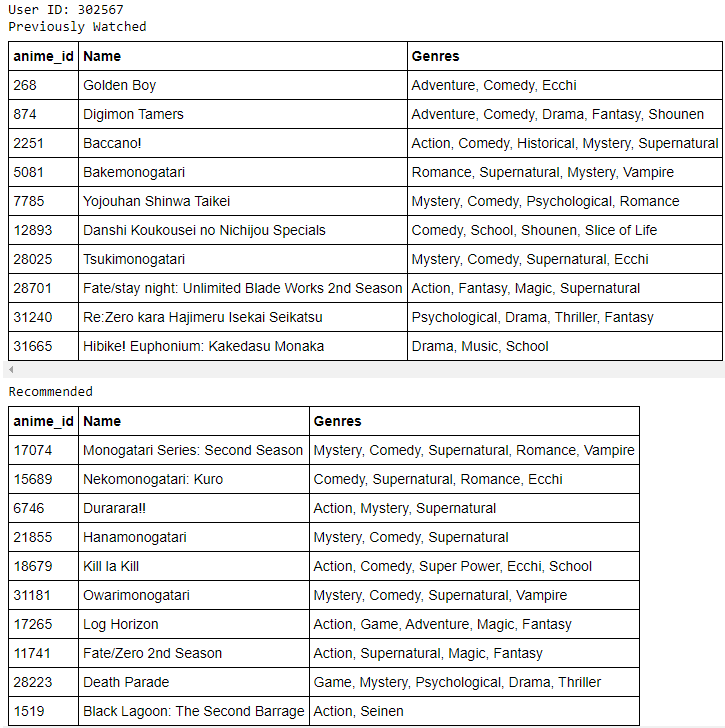 User ID: 302567
Previously Watched
anime_id Name Genres
268 Golden Boy Adventure, Comedy, Ecchi
874 Digimon Tamers Adventure, Comedy, Drama, Fantasy, Shounen
2251 Baccano! Action, Comedy, Historical, Mystery, Supernatural
5081 Bakemonogatari Romance, Supernatural, Mystery, Vampire
7785 Yojouhan Shinwa Taikei Mystery, Comedy, Psychological, Romance
12893 Danshi Koukousei no Nichijou Specials Comedy, School, Shounen, Slice of Life
28025 Tsukimonogatari Mystery, Comedy, Supernatural, Ecchi
28701 Fate/stay night: Unlimited Blade Works 2nd Season Action, Fantasy, Magic, Supernatural
31240 Re:Zero kara Hajimeru Isekai Seikatsu Psychological, Drama, Thriller, Fantasy
31665 Hibike! Euphonium: Kakedasu Monaka Drama, Music, School
Recommended
anime_id Name Genres
17074 Monogatari Series: Second Season Mystery, Comedy, Supernatural, Romance, Vampire
15689 Nekomonogatari: Kuro Comedy, Supernatural, Romance, Ecchi
6746 Durarara!! Action, Mystery, Supernatural
21855 Hanamonogatari Mystery, Comedy, Supernatural
18679 Kill la Kill Action, Comedy, Super Power, Ecchi, School
31181 Owarimonogatari Mystery, Comedy, Supernatural, Vampire
17265 Log Horizon Action, Game, Adventure, Magic, Fantasy
11741 Fate/Zero 2nd Season Action, Supernatural, Magic, Fantasy
28223 Death Parade Game, Mystery, Psychological, Drama, Thriller
1519 Black Lagoon: The Second Barrage Action, Seinen